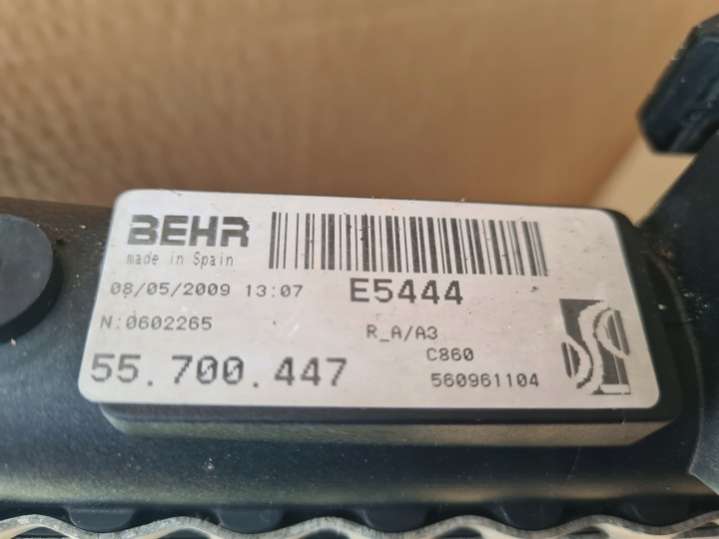 BEHR
made in Spain
08/05/2009 13:07 E5444
N:0602265 R_A/A3
C860
55.700.447 560961104